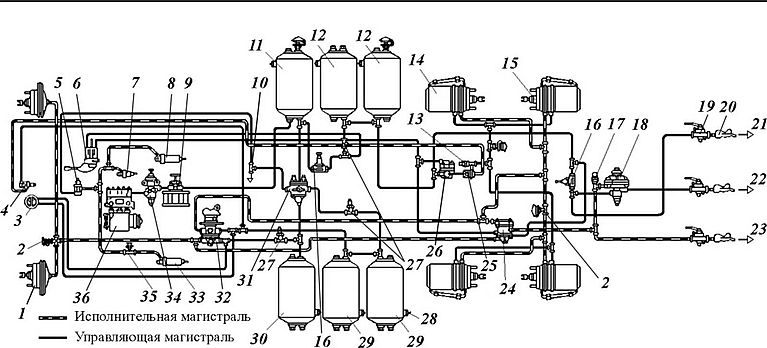 11 12 12
5 6 7 8 9 10 14 15
13 16 17 18 19 20 21
4
3
22
2 26 25 2 23
36 35 34 33 32 31 27 27 24
1
30 16 29 28
29
Исполнительная магистраль
Управляющая магистраль